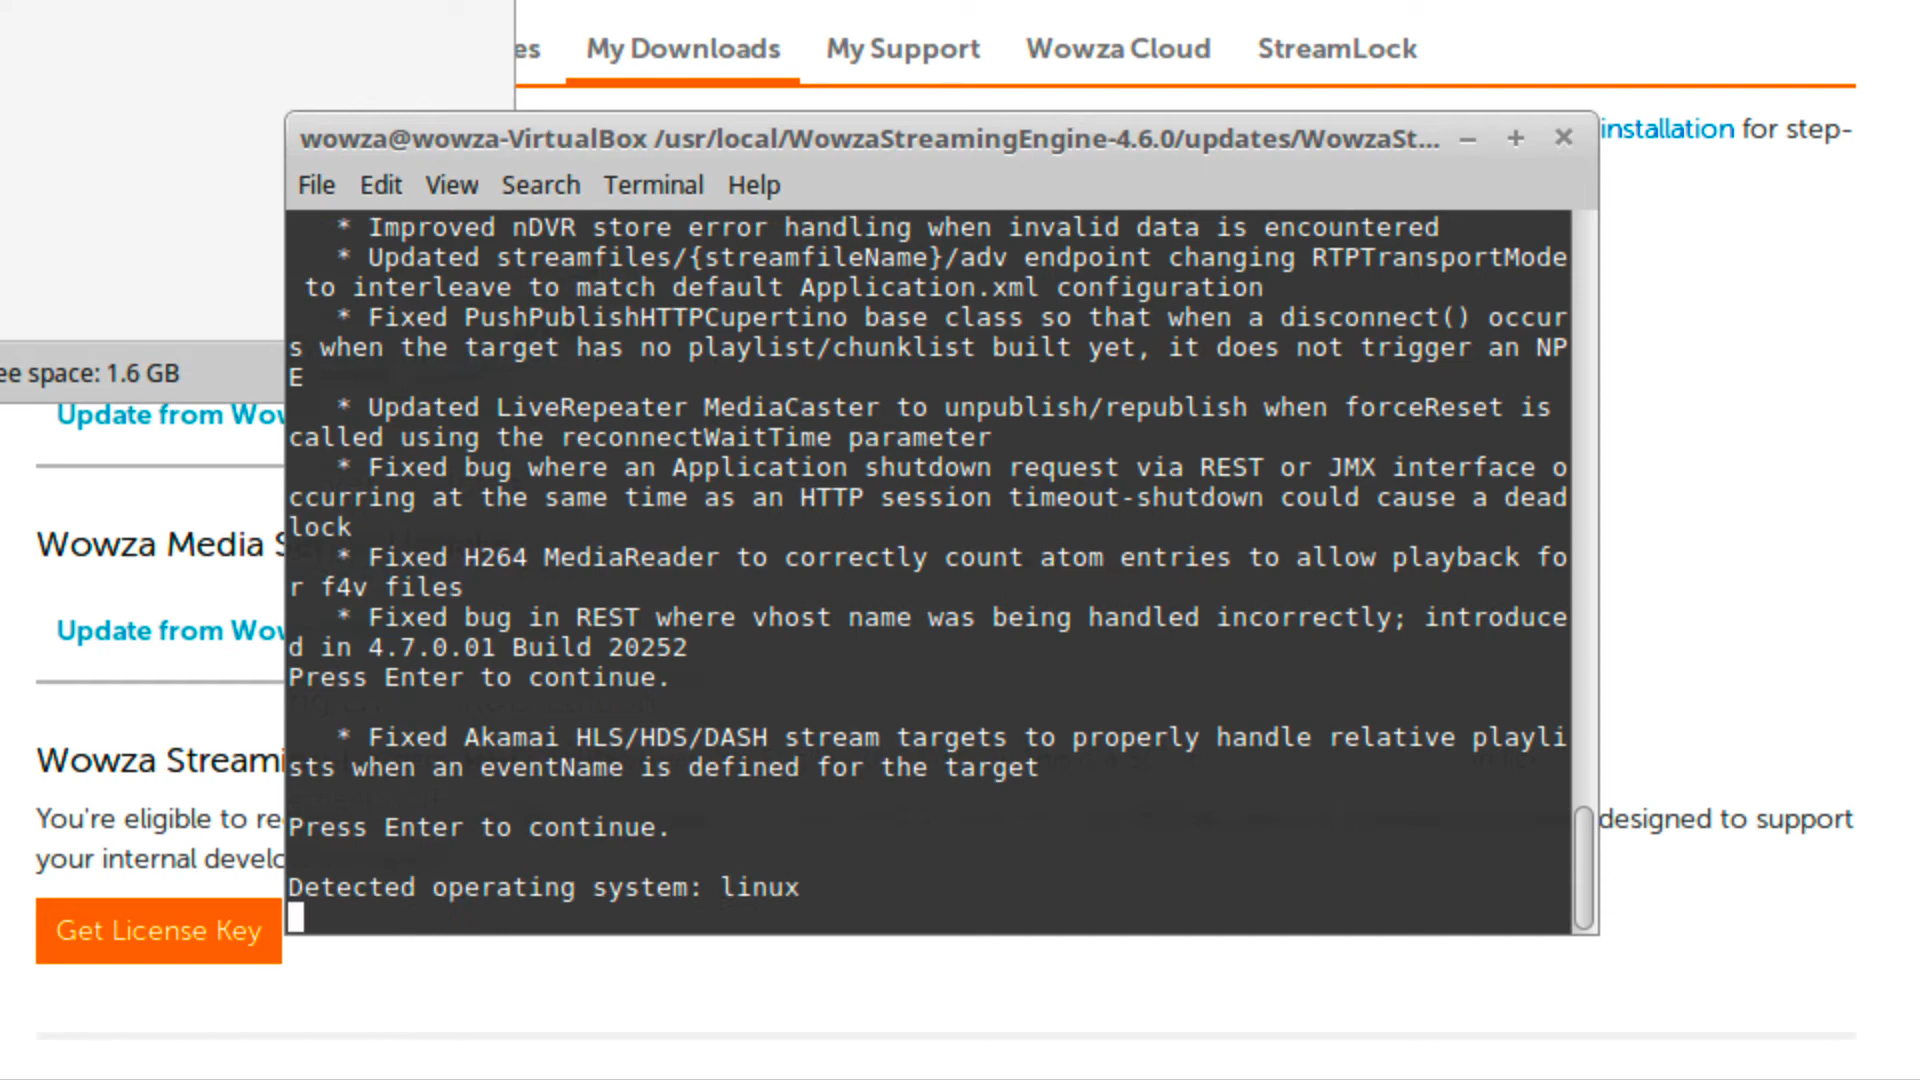 es My Downloads My Support Wowza Cloud StreamLock
installation for step-
wowza@wowza-VirtualBox /usr/local/WowzaStreamingEngine-4.6.0/updates/WowzaSt...
File Edit View Search Terminal Help
* Improved nDVR store error handling when invalid data is encountered
* Updated streamfiles/{streamfileName}/adv endpoint changing RTPTransportMode
to interleave to match default Application.xml configuration
* Fixed PushPublishHTTPCupertino base class so that when a disconnect() occur
s when the target has no playlist/chunklist built yet, it does not trigger an NP
E
* Updated LiveRepeater MediaCaster to unpublish/republish when forceReset is
called using the reconnectWaitTime parameter
* Fixed bug where an Application shutdown request via REST or JMX interface o
ccurring at the same time as an HTTP session timeout-shutdown could cause a dead
lock
* Fixed H264 MediaReader to correctly count atom entries to allow playback fo
r f4v files
* Fixed bug in REST where vhost name was being handled incorrectly; introduce
d in 4.7.0.01 Build 20252
Press Enter to continue.
* Fixed Akamai HLS/HDS/DASH stream targets to properly handle relative playli
sts when an eventName is defined for the target
Press Enter to continue.
Detected operating system: linux
ee space: 1.6 GB
Update from Wow
Wowza Media S
Update from Wow
Wowza Streami
You're eligible to re
designed to support
your internal develo
Get License Key